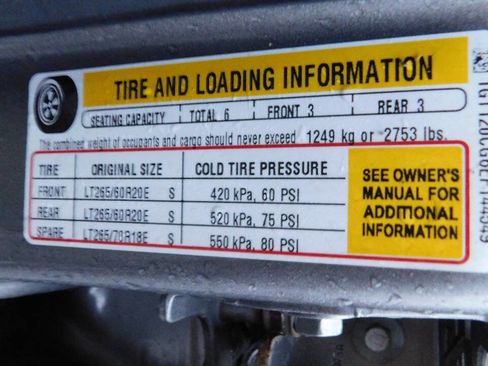 TIRE AND LOADING INFORMATION
SEATING CAPACITY TOTAL 6 FRONT 3 REAR 3
The combined weight of occupants and cargo should never exceed 1249 kg or 2753 lbs.
TIRE ORIGINAL SIZE COLD TIRE PRESSURE
FRONT LT265/60R20E S 420 kPa, 60 PSI
REAR LT265/60R20E S 520 kPa, 75 PSI
SPARE LT265/70R18E S 550 kPa, 80 PSI
SEE OWNER'S
MANUAL FOR
ADDITIONAL
INFORMATION